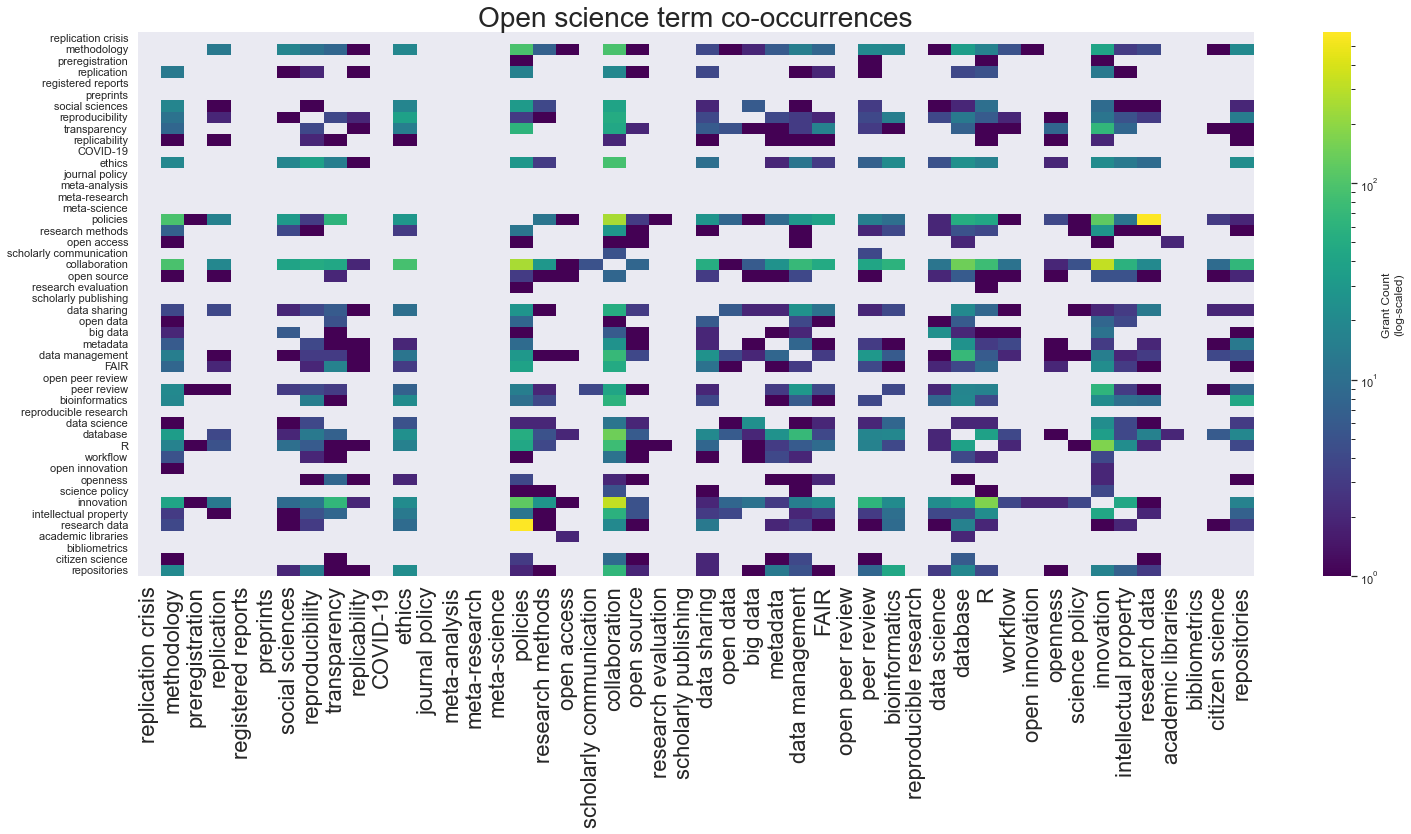 Open science term co-occurrences
replication crisis
methodology
preregistration
replication
registered reports
preprints
social sciences
reproducibility
transparency
replicability
COVID-19
ethics
journal policy
meta-analysis
meta-research
meta-science
policies
research methods
open access
scholarly communication
collaboration
open source
research evaluation
scholarly publishing
data sharing
open data
big data
metadata
data management
FAIR
open peer review
peer review
bioinformatics
reproducible research
data science
database
R
workflow
open innovation
openness
science policy
innovation
intellectual property
research data
academic libraries
bibliometrics
citizen science
repositories
replication crisis
methodology
preregistration
replication
registered reports
preprints
social sciences
reproducibility
transparency
replicability
COVID-19
ethics
journal policy
meta-analysis
meta-research
meta-science
policies
research methods
open access
scholarly communication
collaboration
open source
research evaluation
scholarly publishing
data sharing
open data
big data
metadata
data management
FAIR
open peer review
peer review
bioinformatics
reproducible research
data science
database
R
workflow
open innovation
openness
science policy
innovation
intellectual property
research data
academic libraries
bibliometrics
citizen science
repositories
10²
10¹
10⁰
Grant Count
(log-scaled)